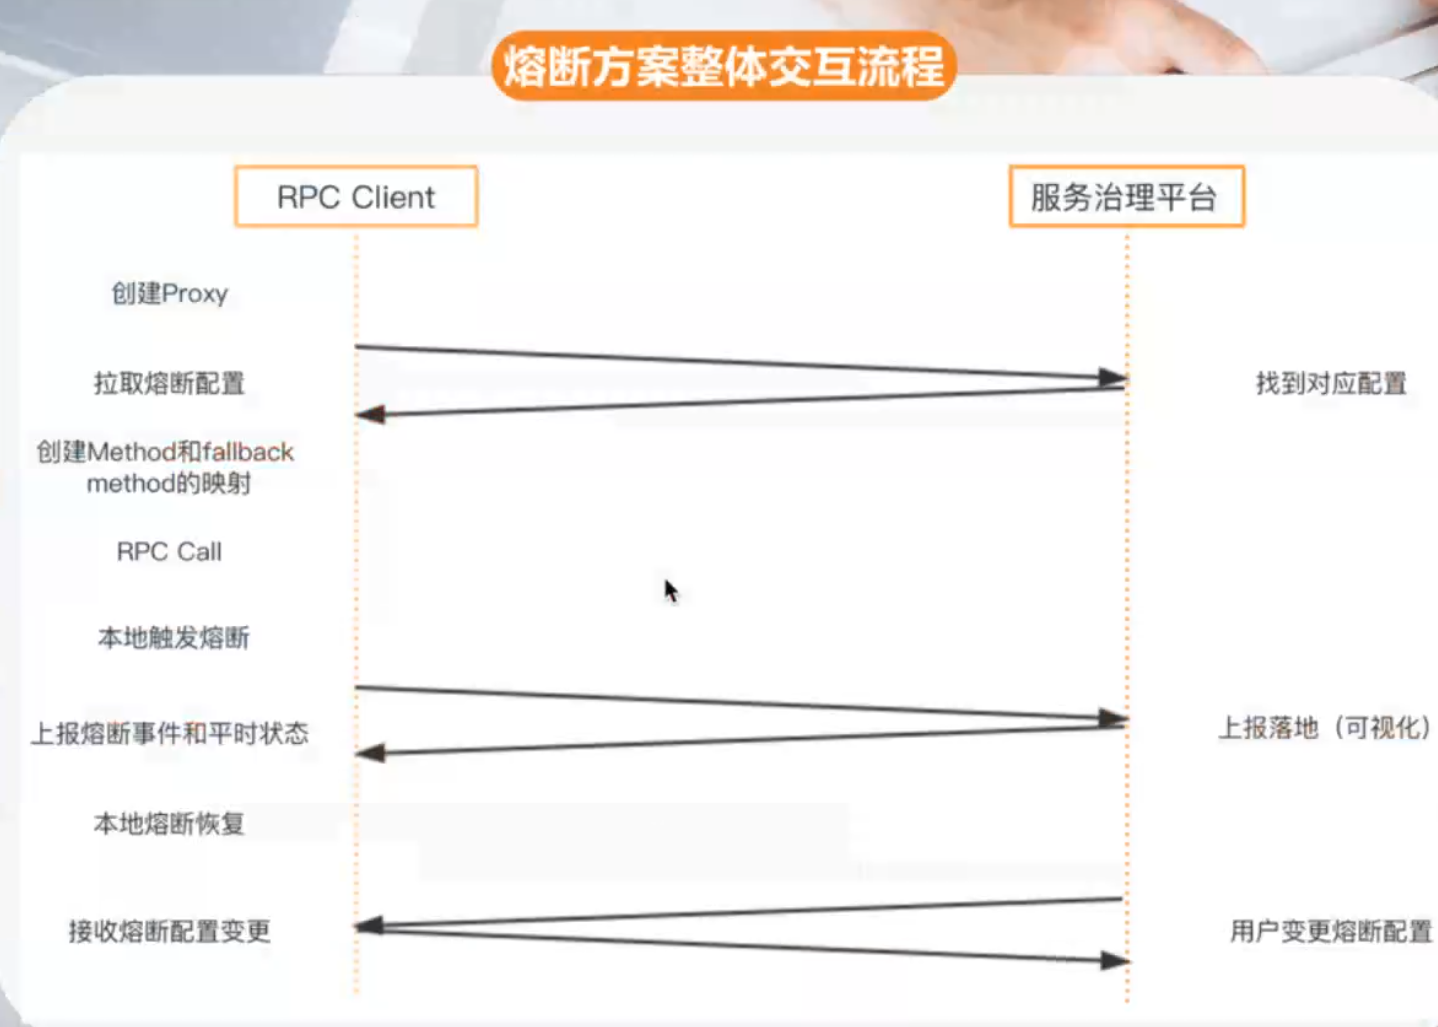 熔断方案整体交互流程
RPC Client
服务治理平台
创建Proxy
拉取熔断配置
找到对应配置
创建Method和fallback
method的映射
RPC Call
本地触发熔断
上报熔断事件和平时状态
上报落地（可视化）
本地熔断恢复
接收熔断配置变更
用户变更熔断配置